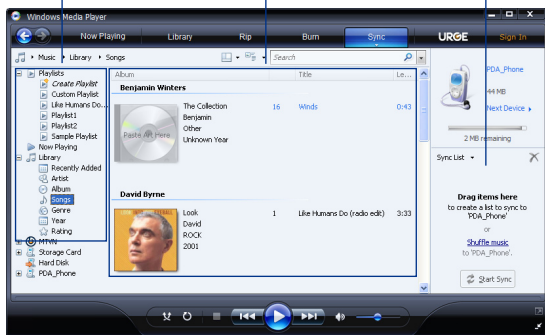 Windows Media Player
Now Playing Library Rip Burn Sync URGE Sign In
Music Library Songs Search
Playlists
Create Playlist
Custom Playlist
Like Humans Do...
Playlist1
Playlist2
Sample Playlist
Now Playing
Library
Recently Added
Artist
Album
Songs
Genre
Year
Rating
MTVN
Storage Card
Hard Disk
PDA_Phone
Album Title Le...
Benjamin Winters
Paste Art Here
The Collection 16 Winds 0:43
Benjamin
Other
Unknown Year
David Byrne
Look 1 Like Humans Do (radio edit) 3:33
David
ROCK
2001
PDA_Phone
44 MB
Next Device
2 MB remaining
Sync List
Drag items here
to create a list to sync to
'PDA_Phone'
or
Shuffle music
to 'PDA_Phone'.
Start Sync